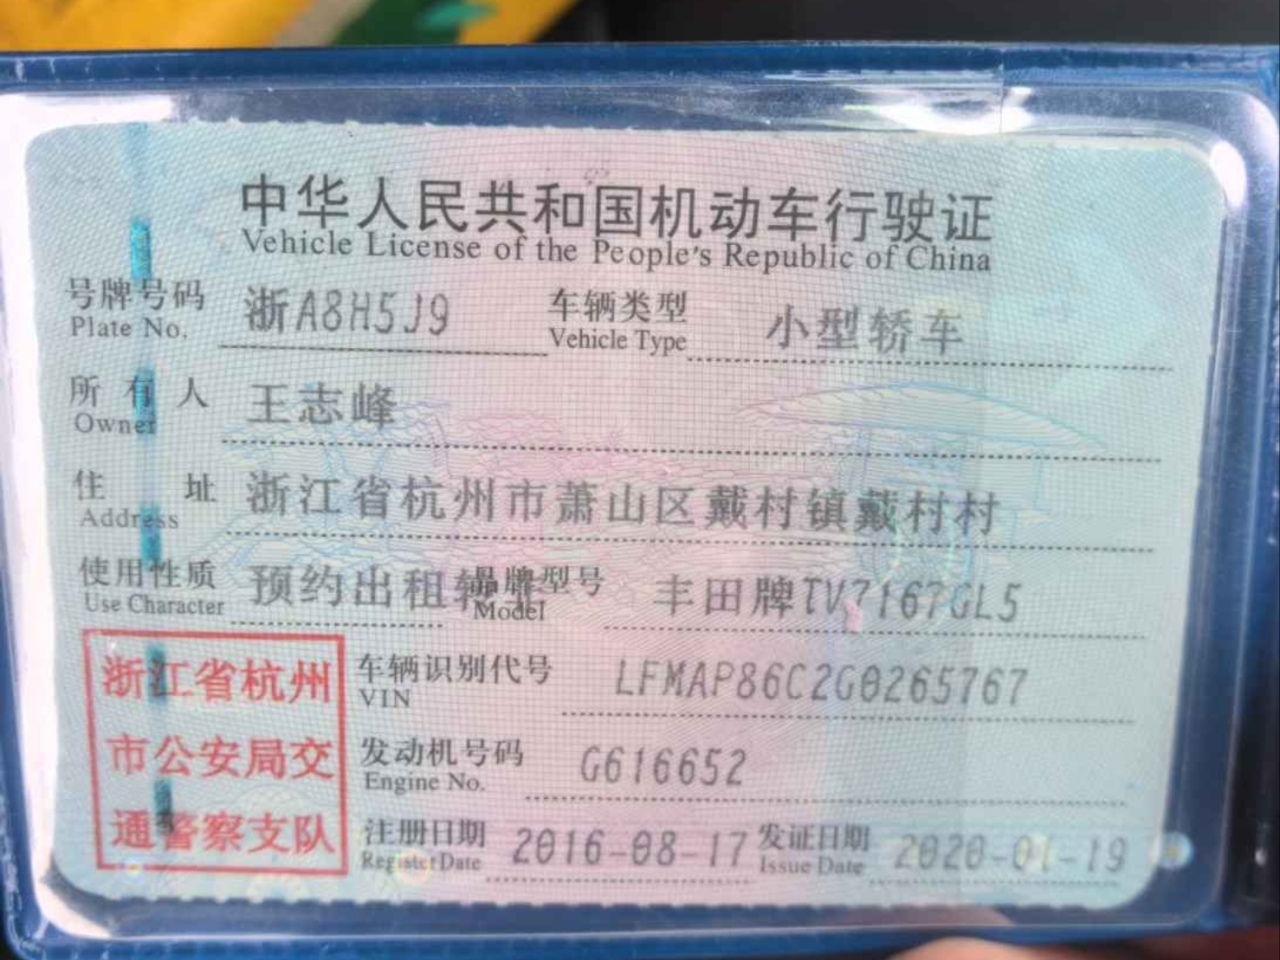 中华人民共和国机动车行驶证
Vehicle License of the People's Republic of China
号牌号码 浙A8H5J9 车辆类型 小型轿车
Plate No. Vehicle Type
所有人 王志峰
Owner
住址 浙江省杭州市萧山区戴村镇戴村村
Address
使用性质 预约出租 品牌型号 丰田牌TV7167GL5
Use Character Model
浙江省杭州
市公安局交
通警察支队
车辆识别代号 LFMAP86C2G0265767
VIN
发动机号码 G616652
Engine No.
注册日期 2016-08-17 发证日期 2020-01-19
Register Date Issue Date